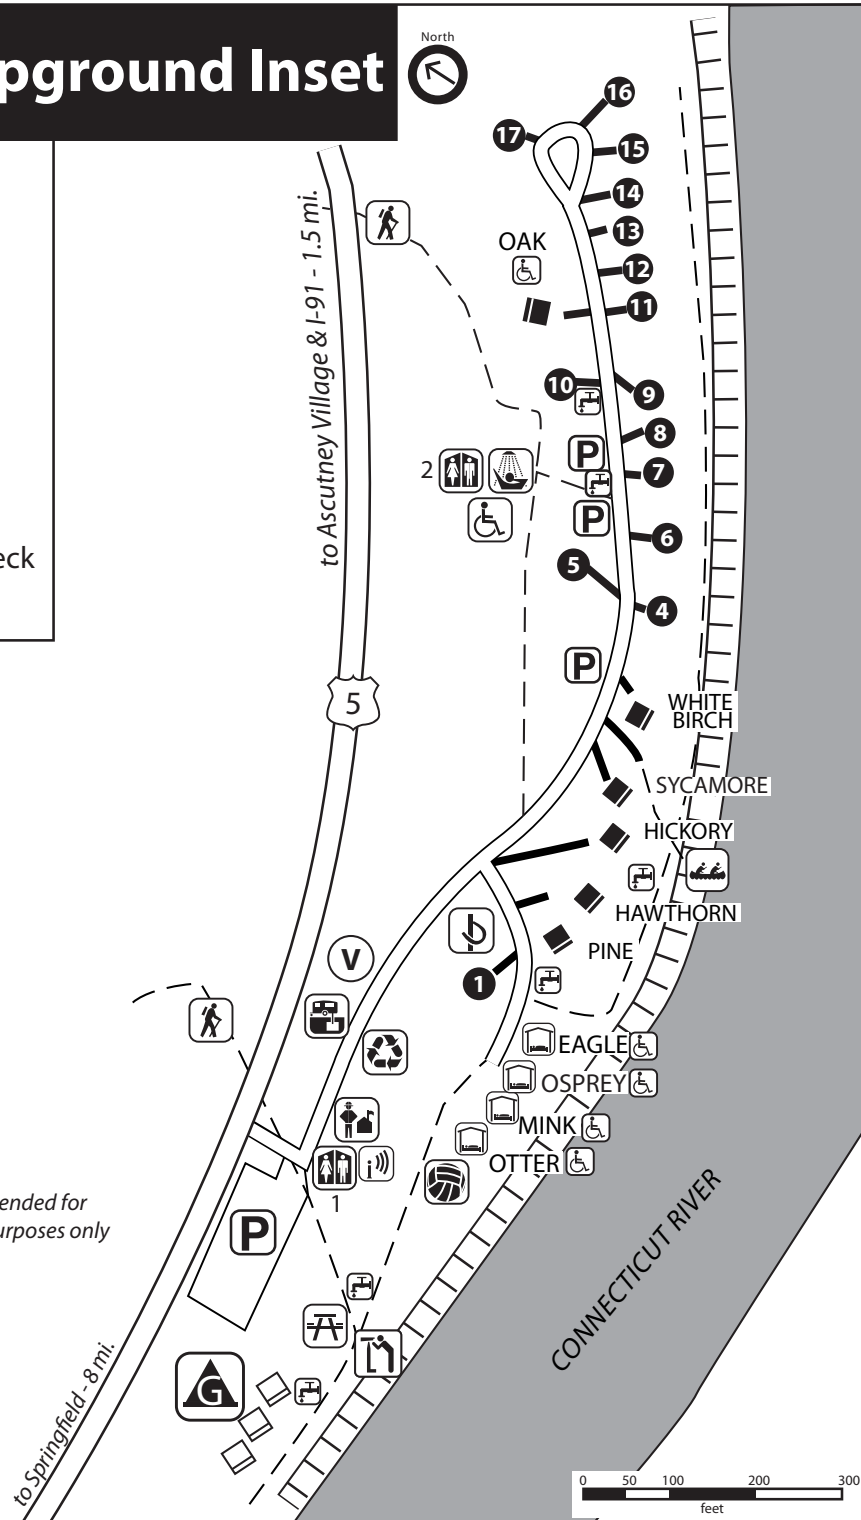 pground Inset
North
16
17
15
14
13
OAK
12
11
10
9
8
2
P
7
P
6
eck
5
4
to Ascutney Village & I-91 - 1.5 mi.
P
5
WHITE
BIRCH
SYCAMORE
HICKORY
HAWTHORN
PINE
V
1
EAGLE
OSPREY
MINK
OTTER
i
1
ended for
urposes only
P
CONNECTICUT RIVER
G
to Springfield - 8 mi.
0 50 100 200 300
feet